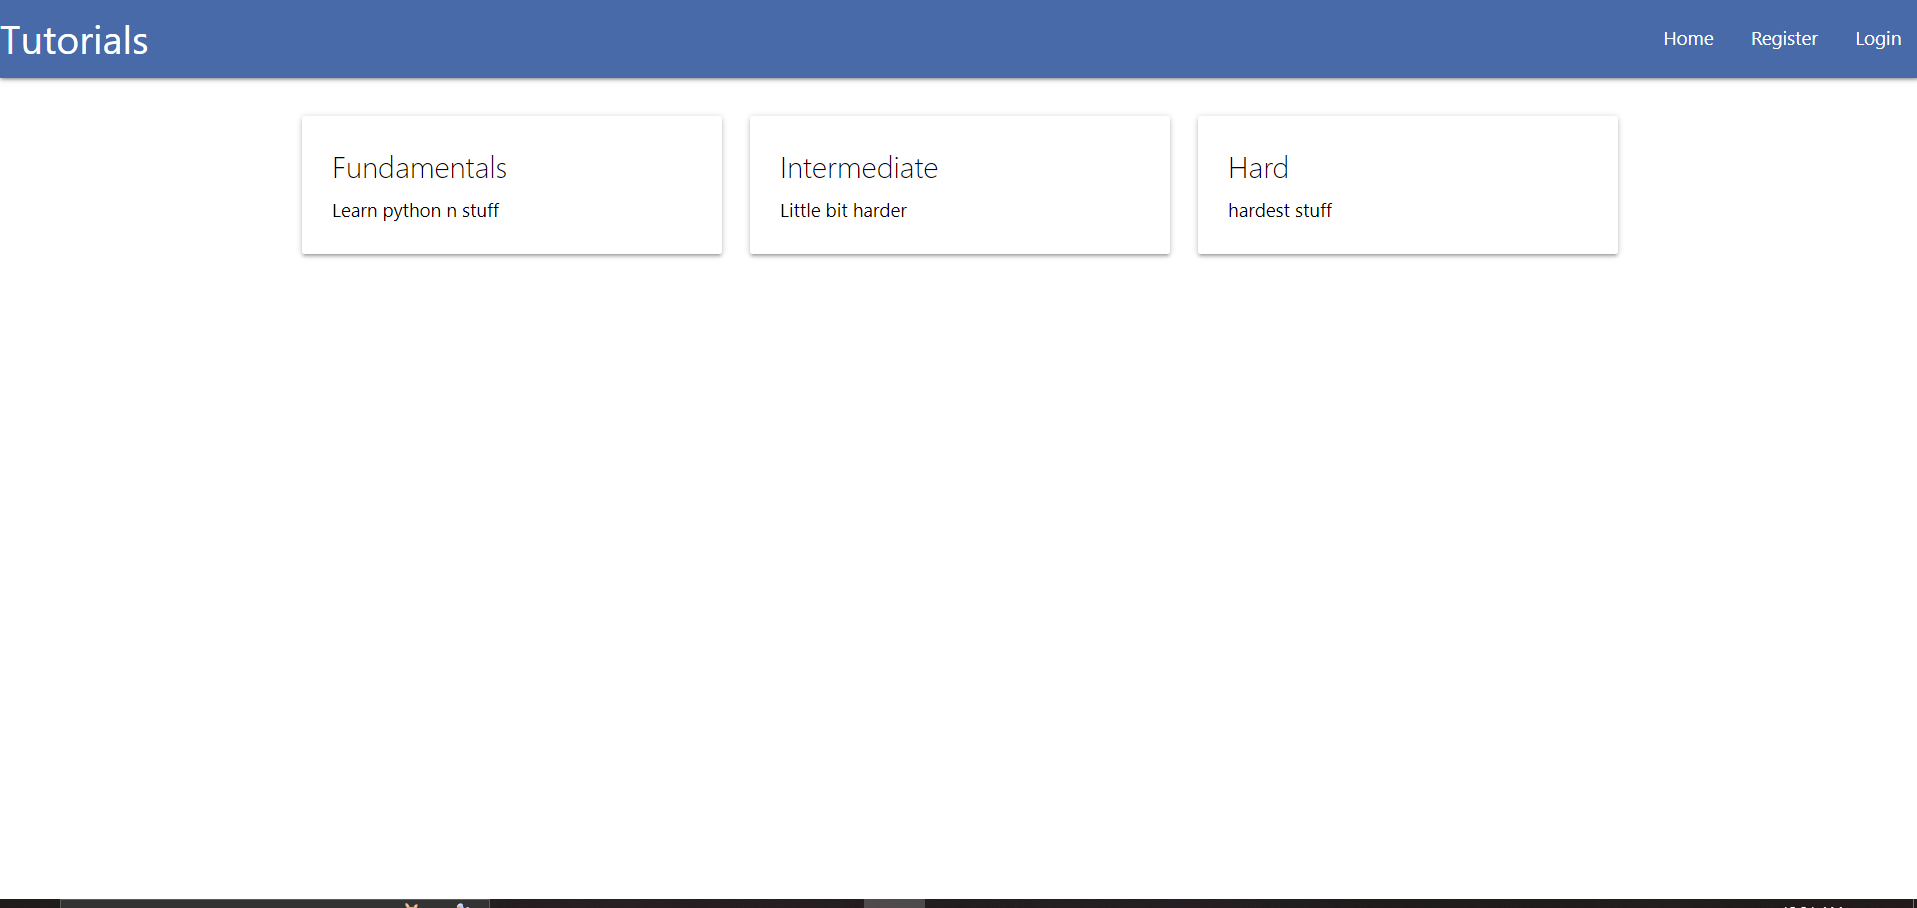 Tutorials
Home Register Login
Fundamentals
Learn python n stuff
Intermediate
Little bit harder
Hard
hardest stuff